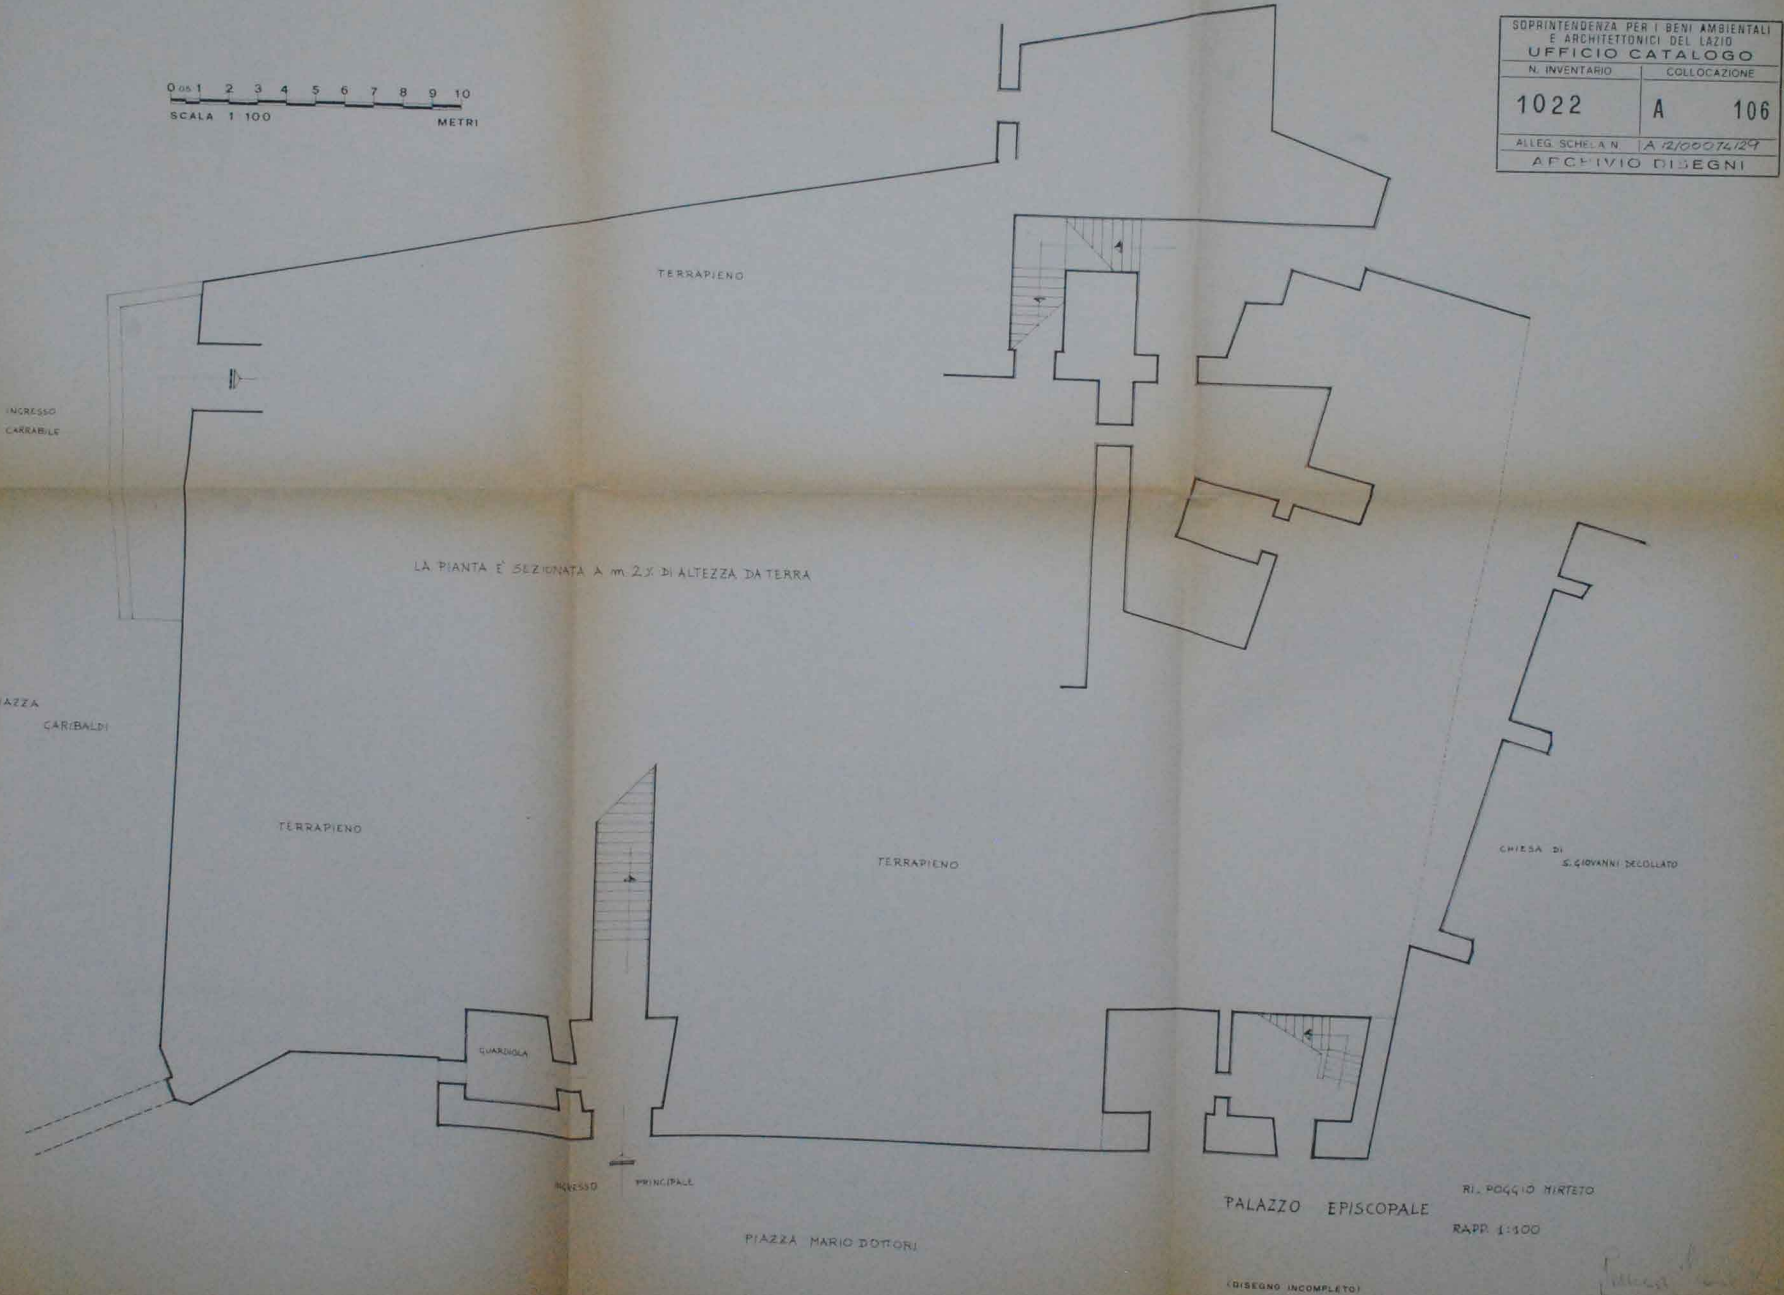 SOPRINTENDENZA PER I BENI AMBIENTALI
E ARCHITETTONICI DEL LAZIO
UFFICIO CATALOGO
N. INVENTARIO COLLOCAZIONE
1022 A 106
ALLEG. SCHEDA N. A 12/00074129
ARCHIVIO DISEGNI
0 05 1 2 3 4 5 6 7 8 9 10
SCALA 1 100 METRI
TERRAPIENO
INGRESSO
CARRABILE
LA PIANTA E' SEZIONATA A m. 2 DI ALTEZZA DA TERRA
IAZZA
GARIBALDI
TERRAPIENO
TERRAPIENO
CHIESA DI
S. GIOVANNI DECOLLATO
GUARDIOLA
INGRESSO PRINCIPALE
PIAZZA MARIO DOTTORI
PALAZZO EPISCOPALE
RI. POGGIO MIRTETO
RAPP. 1:100
(DISEGNO INCOMPLETO)